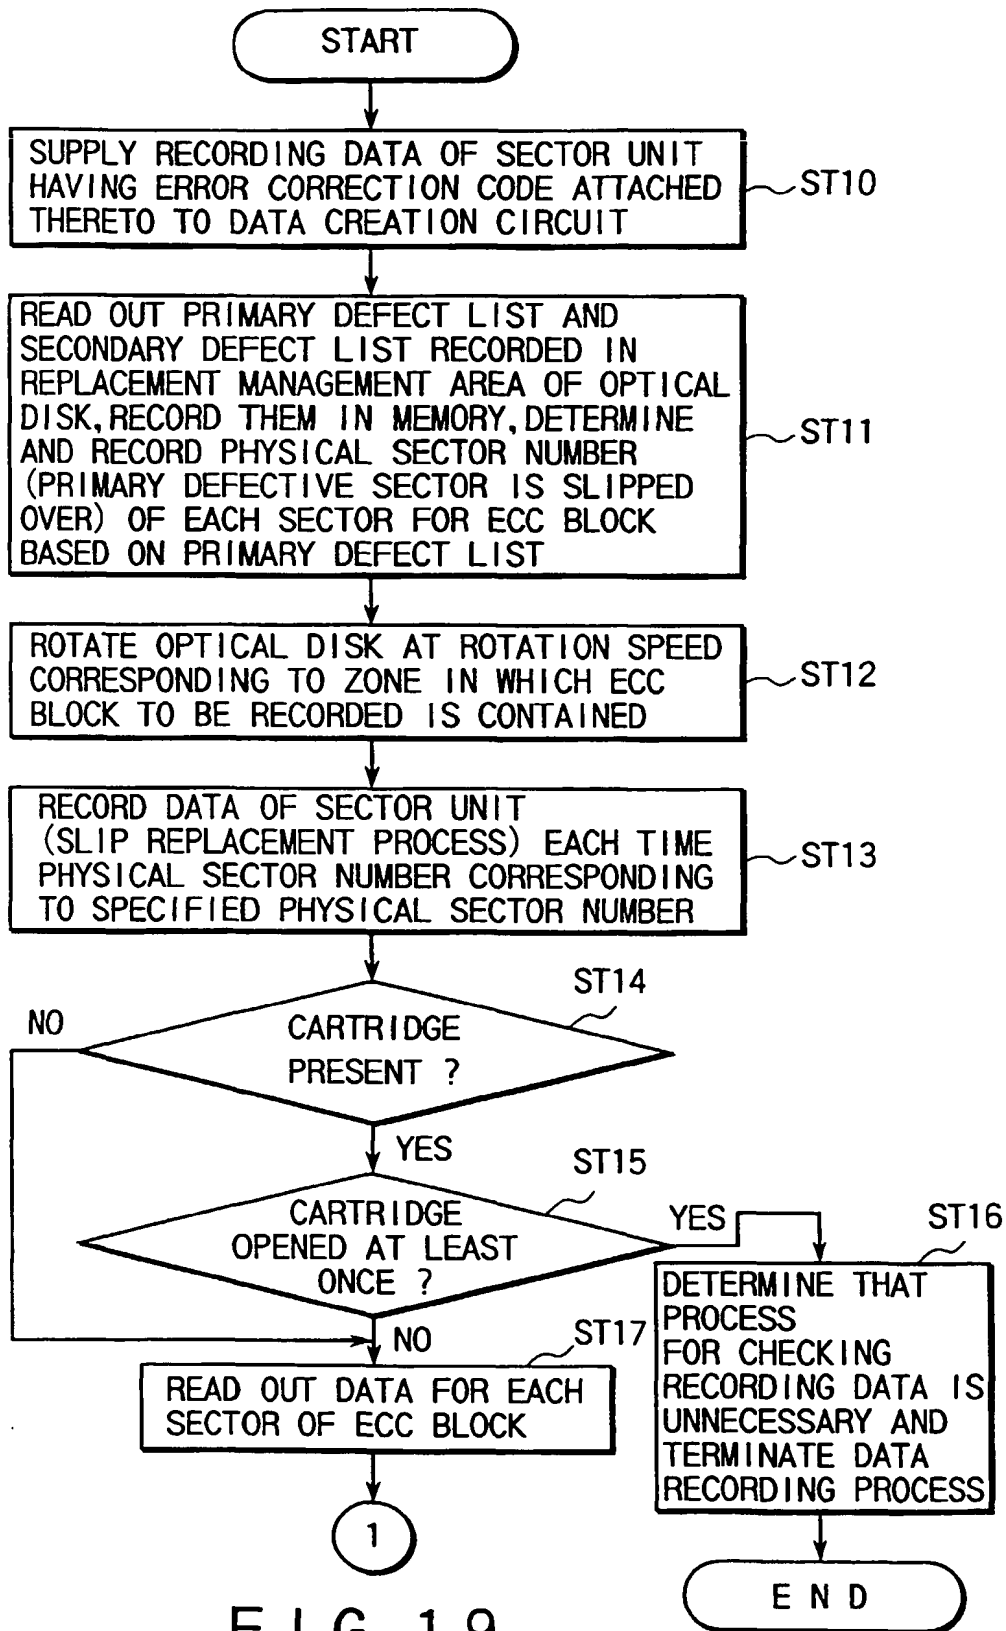 START
SUPPLY RECORDING DATA OF SECTOR UNIT
HAVING ERROR CORRECTION CODE ATTACHED
THERETO TO DATA CREATION CIRCUIT
ST10
READ OUT PRIMARY DEFECT LIST AND
SECONDARY DEFECT LIST RECORDED IN
REPLACEMENT MANAGEMENT AREA OF OPTICAL
DISK, RECORD THEM IN MEMORY, DETERMINE
AND RECORD PHYSICAL SECTOR NUMBER
(PRIMARY DEFECTIVE SECTOR IS SLIPPED
OVER) OF EACH SECTOR FOR ECC BLOCK
BASED ON PRIMARY DEFECT LIST
ST11
ROTATE OPTICAL DISK AT ROTATION SPEED
CORRESPONDING TO ZONE IN WHICH ECC
BLOCK TO BE RECORDED IS CONTAINED
ST12
RECORD DATA OF SECTOR UNIT
(SLIP REPLACEMENT PROCESS) EACH TIME
PHYSICAL SECTOR NUMBER CORRESPONDING
TO SPECIFIED PHYSICAL SECTOR NUMBER
ST13
ST14
NO
CARTRIDGE
PRESENT ?
YES
ST15
CARTRIDGE
OPENED AT LEAST
ONCE ?
YES
ST16
DETERMINE THAT
PROCESS
FOR CHECKING
RECORDING DATA IS
UNNECESSARY AND
TERMINATE DATA
RECORDING PROCESS
NO
ST17
READ OUT DATA FOR EACH
SECTOR OF ECC BLOCK
1
END
FIG. 19